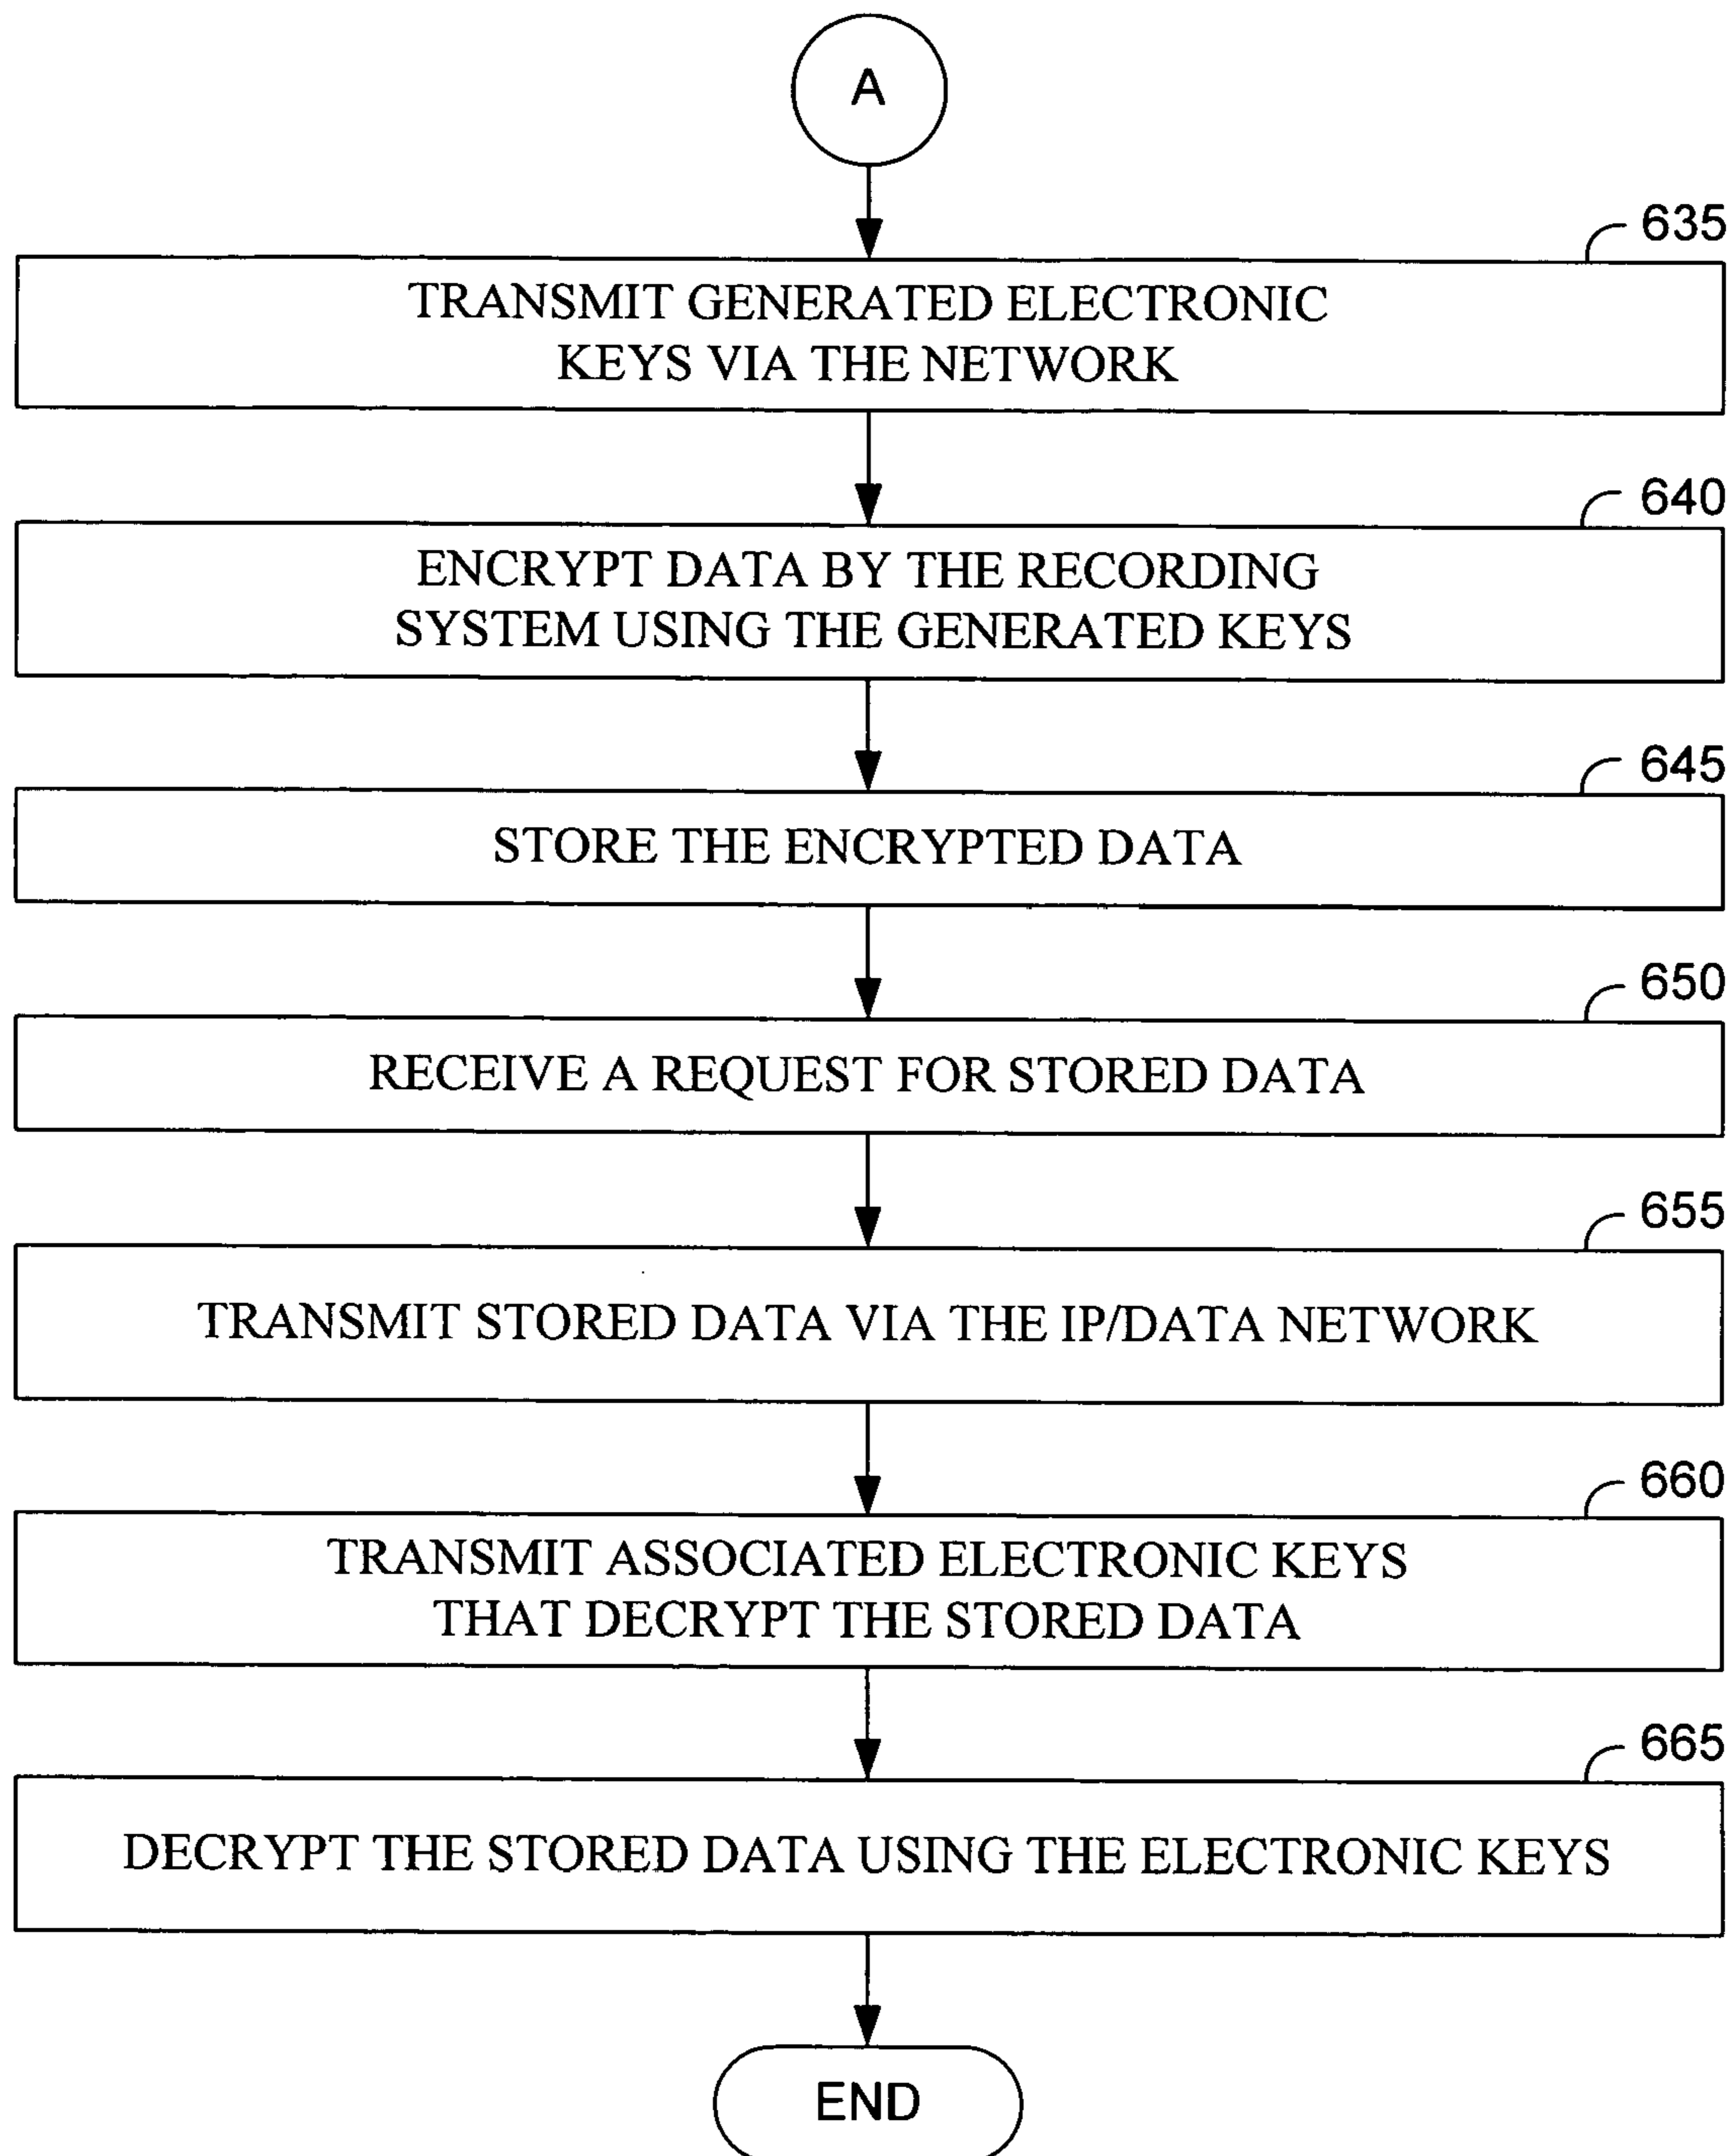 A
635
TRANSMIT GENERATED ELECTRONIC
KEYS VIA THE NETWORK
640
ENCRYPT DATA BY THE RECORDING
SYSTEM USING THE GENERATED KEYS
645
STORE THE ENCRYPTED DATA
650
RECEIVE A REQUEST FOR STORED DATA
655
TRANSMIT STORED DATA VIA THE IP/DATA NETWORK
660
TRANSMIT ASSOCIATED ELECTRONIC KEYS
THAT DECRYPT THE STORED DATA
665
DECRYPT THE STORED DATA USING THE ELECTRONIC KEYS
END